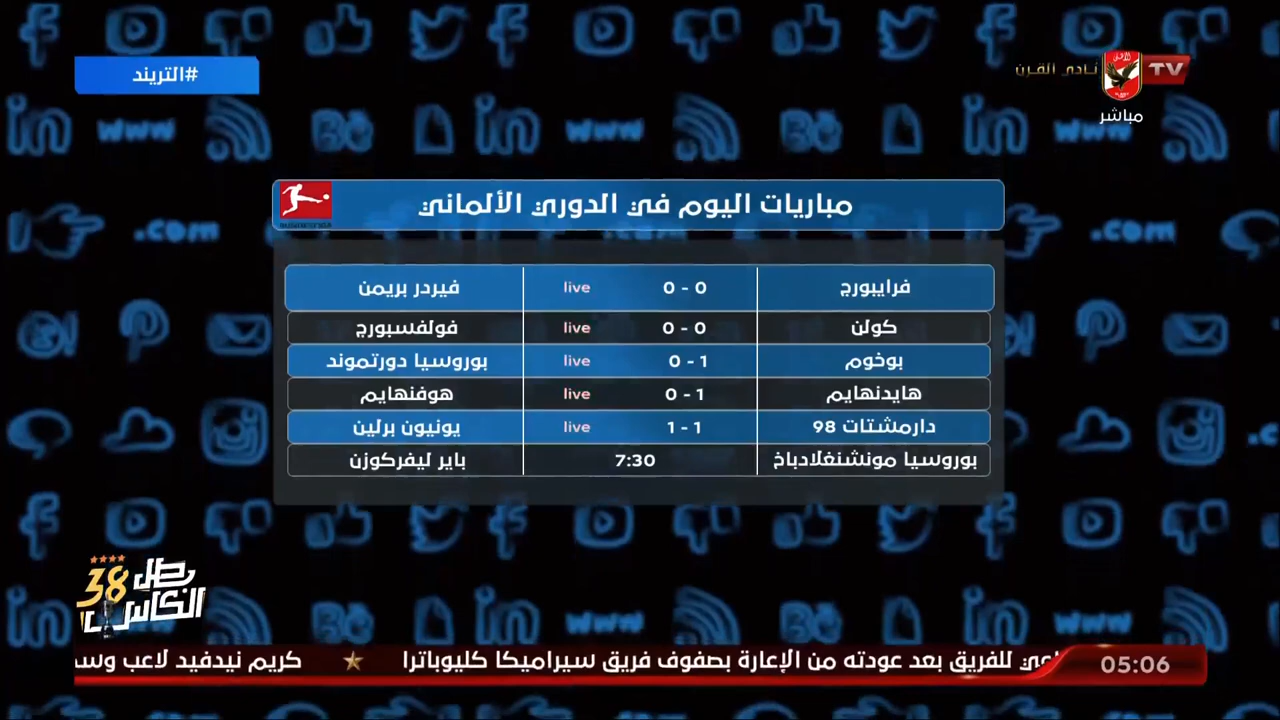 #التريند
نادي القرن
TV
مباشر
مباريات اليوم في الدوري الألماني
فرايبورج 0 - 0 live فيردر بريمن
كولن 0 - 0 live فولفسبورج
بوخوم 1 - 0 live بوروسيا دورتموند
هايدنهايم 1 - 0 live هوفنهايم
دارمشتات 98 1 - 1 live يونيون برلين
بوروسيا مونشنغلادباخ 7:30 باير ليفركوزن
بطل
الكاس 38
05:06 للفريق بعد عودته من الإعارة بصفوف فريق سيراميكا كليوباترا كريم نيدفيد لاعب وسط